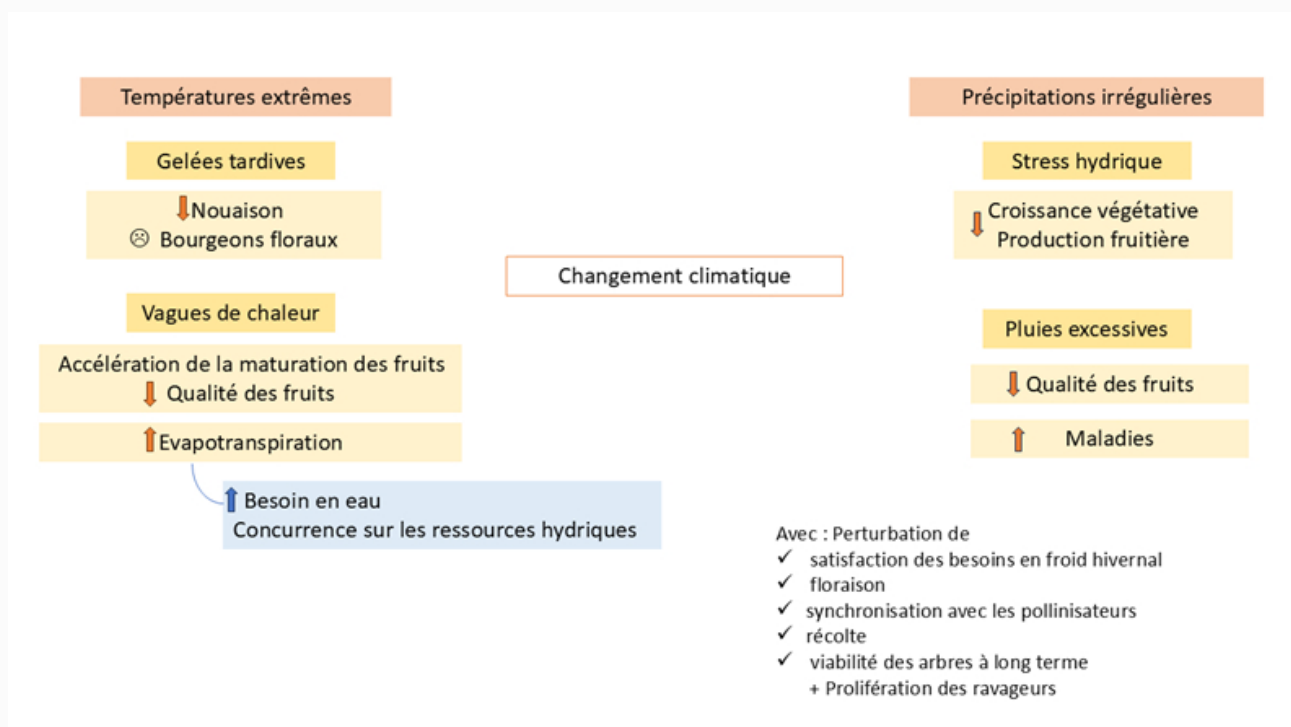 Températures extrêmes
Gelées tardives
Nouaison
Bourgeons floraux
Vagues de chaleur
Accélération de la maturation des fruits
Qualité des fruits
Evapotranspiration
Besoin en eau
Concurrence sur les ressources hydriques
Changement climatique
Précipitations irrégulières
Stress hydrique
Croissance végétative
Production fruitière
Pluies excessives
Qualité des fruits
Maladies
Avec : Perturbation de
✓ satisfaction des besoins en froid hivernal
✓ floraison
✓ synchronisation avec les pollinisateurs
✓ récolte
✓ viabilité des arbres à long terme
+ Prolifération des ravageurs